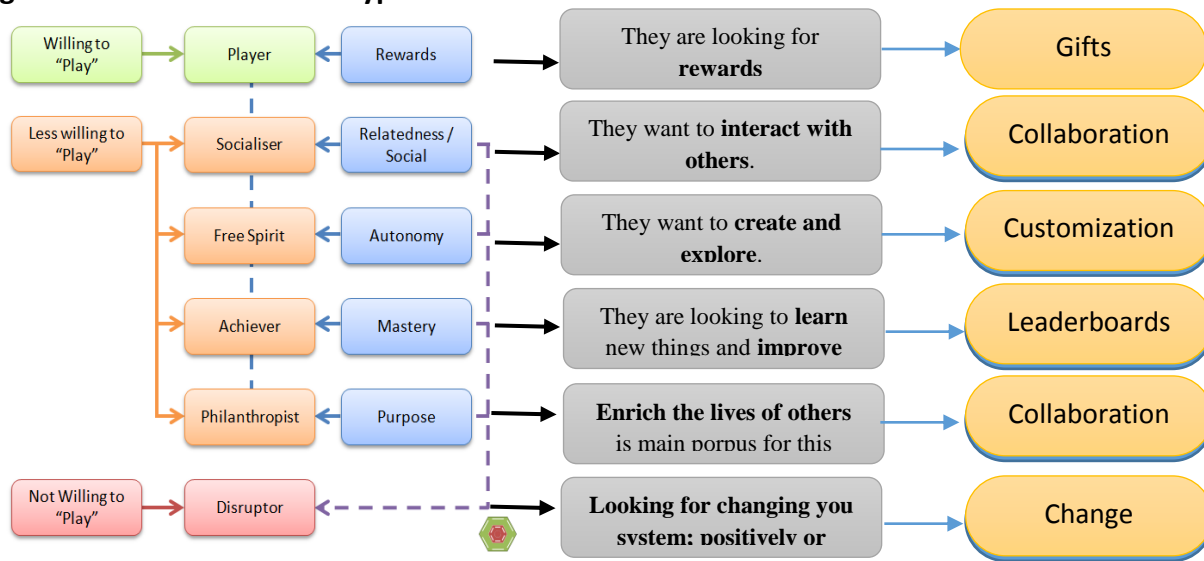 Willing to "Play"
Player
Rewards
They are looking for
rewards
Gifts
Less willing to "Play"
Socialiser
Relatedness / Social
They want to interact with
others.
Collaboration
Free Spirit
Autonomy
They want to create and
explore.
Customization
Achiever
Mastery
They are looking to learn
new things and improve
Leaderboards
Philanthropist
Purpose
Enrich the lives of others
is main porpus for this
Collaboration
Not Willing to "Play"
Disruptor
Looking for changing you
system; positively or
Change